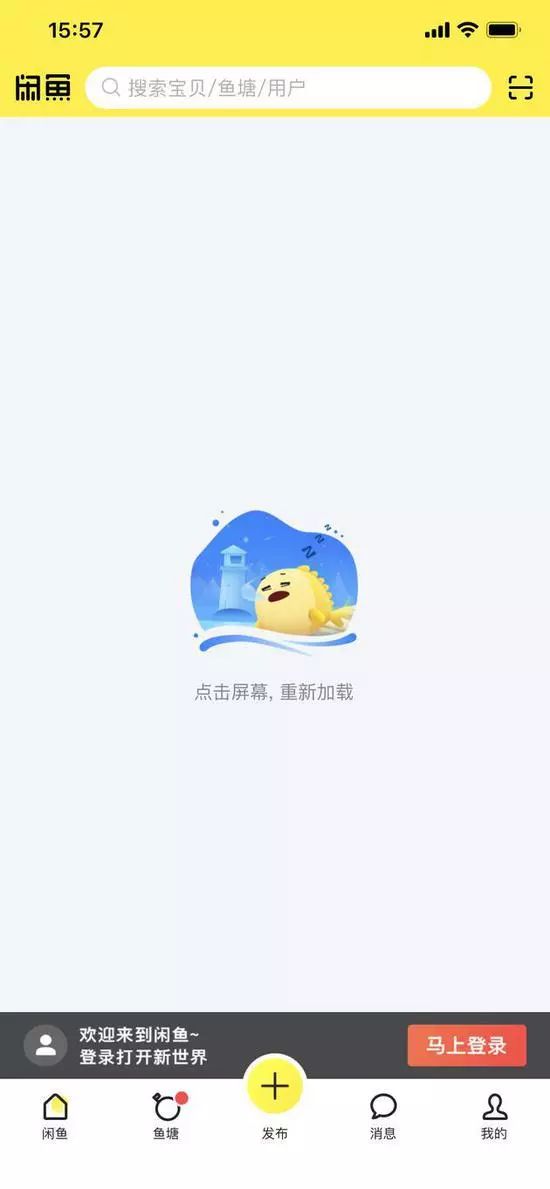 15:57
闲鱼
搜索宝贝/鱼塘/用户
Z
Z
Z
点击屏幕, 重新加载
欢迎来到闲鱼~
登录打开新世界
马上登录
闲鱼
鱼塘
发布
消息
我的